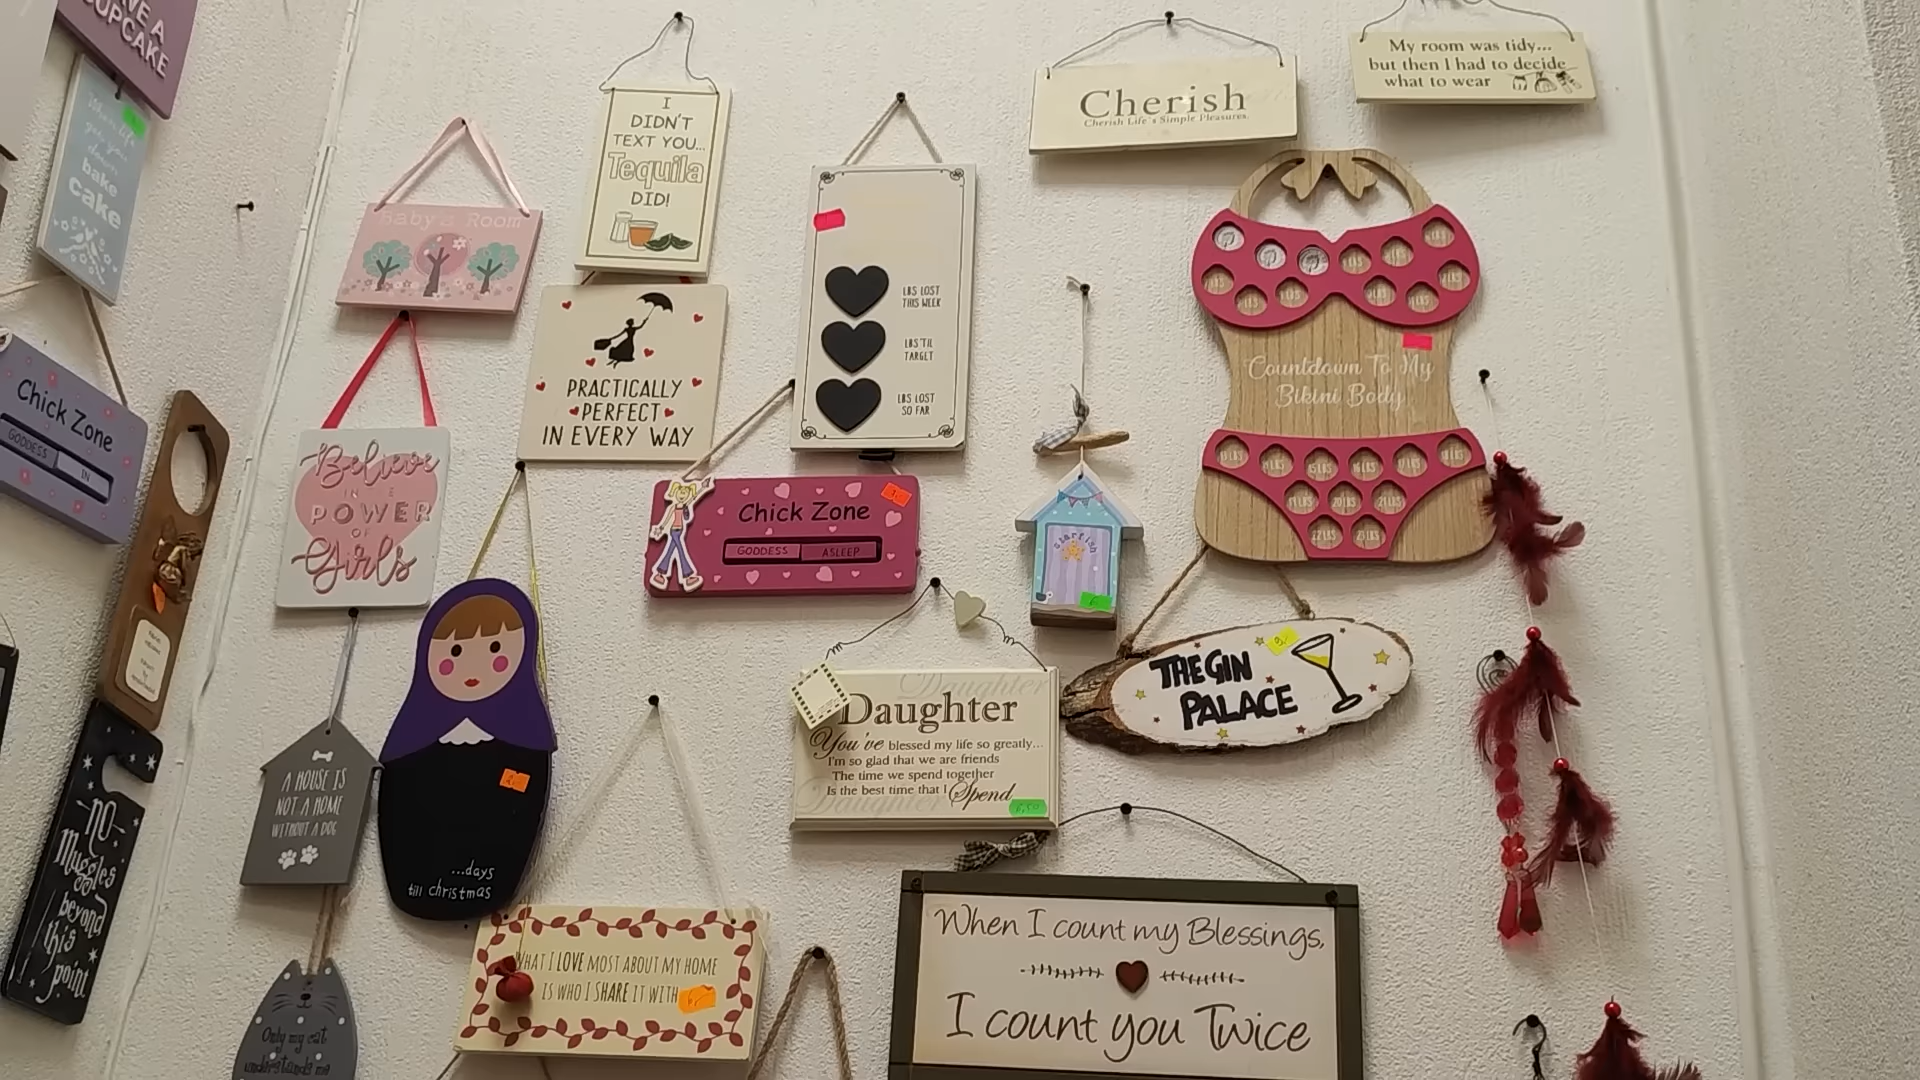 CUPCAKE
bake
cake
Chick Zone
GODDESS
IN
NO
Muggles
beyond
this
point
Baby's Room
I
DIDN'T
TEXT YOU...
Tequila
DID!
PRACTICALLY
PERFECT
IN EVERY WAY
Believe
IN THE
POWER
OF
Girls
A HOUSE IS
NOT A HOME
WITHOUT A DOG
Only my cat
understands me
...days
till christmas
LBS LOST
THIS WEEK
LBS 'TIL
TARGET
LBS LOST
SO FAR
Chick Zone
GODDESS
ASLEEP
WHAT I LOVE MOST ABOUT MY HOME
IS WHO I SHARE IT WITH
Cherish
Cherish Life's Simple Pleasures.
My room was tidy...
but then I had to decide
what to wear
Countdown To My
Bikini Body
starfish
THE GIN
PALACE
Daughter
Daughter
You've blessed my life so greatly...
I'm so glad that we are friends
The time we spend together
Is the best time that I Spend
When I count my Blessings,
I count you Twice